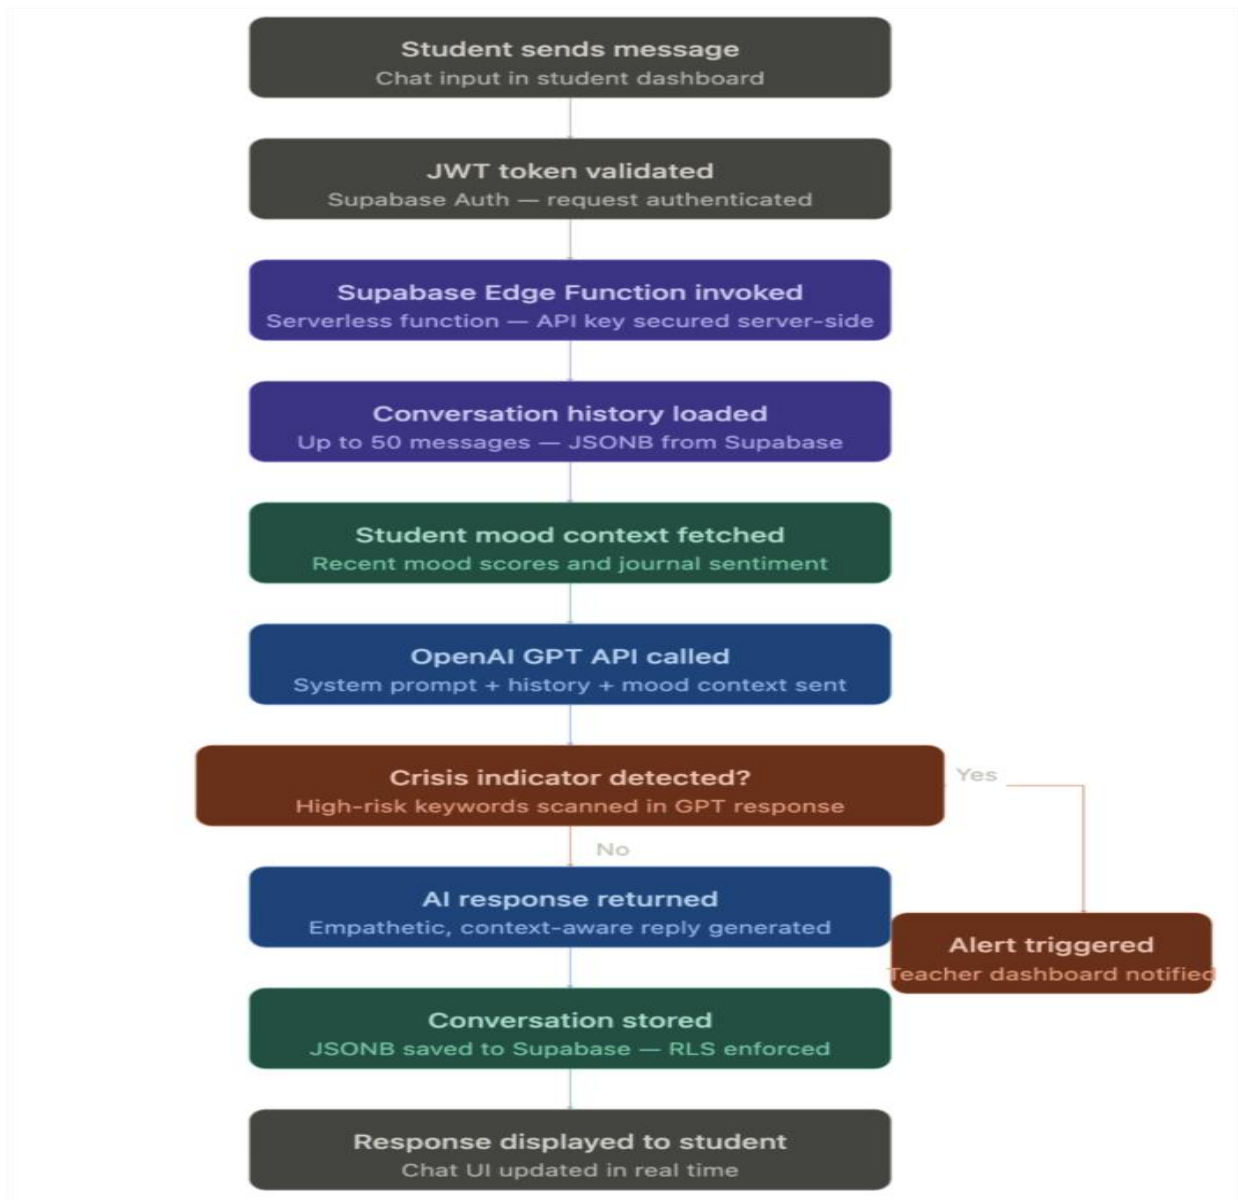 Student sends message
Chat input in student dashboard
JWT token validated
Supabase Auth — request authenticated
Supabase Edge Function invoked
Serverless function — API key secured server-side
Conversation history loaded
Up to 50 messages — JSONB from Supabase
Student mood context fetched
Recent mood scores and journal sentiment
OpenAI GPT API called
System prompt + history + mood context sent
Crisis indicator detected?
High-risk keywords scanned in GPT response
Yes
No
AI response returned
Empathetic, context-aware reply generated
Alert triggered
Teacher dashboard notified
Conversation stored
JSONB saved to Supabase — RLS enforced
Response displayed to student
Chat UI updated in real time